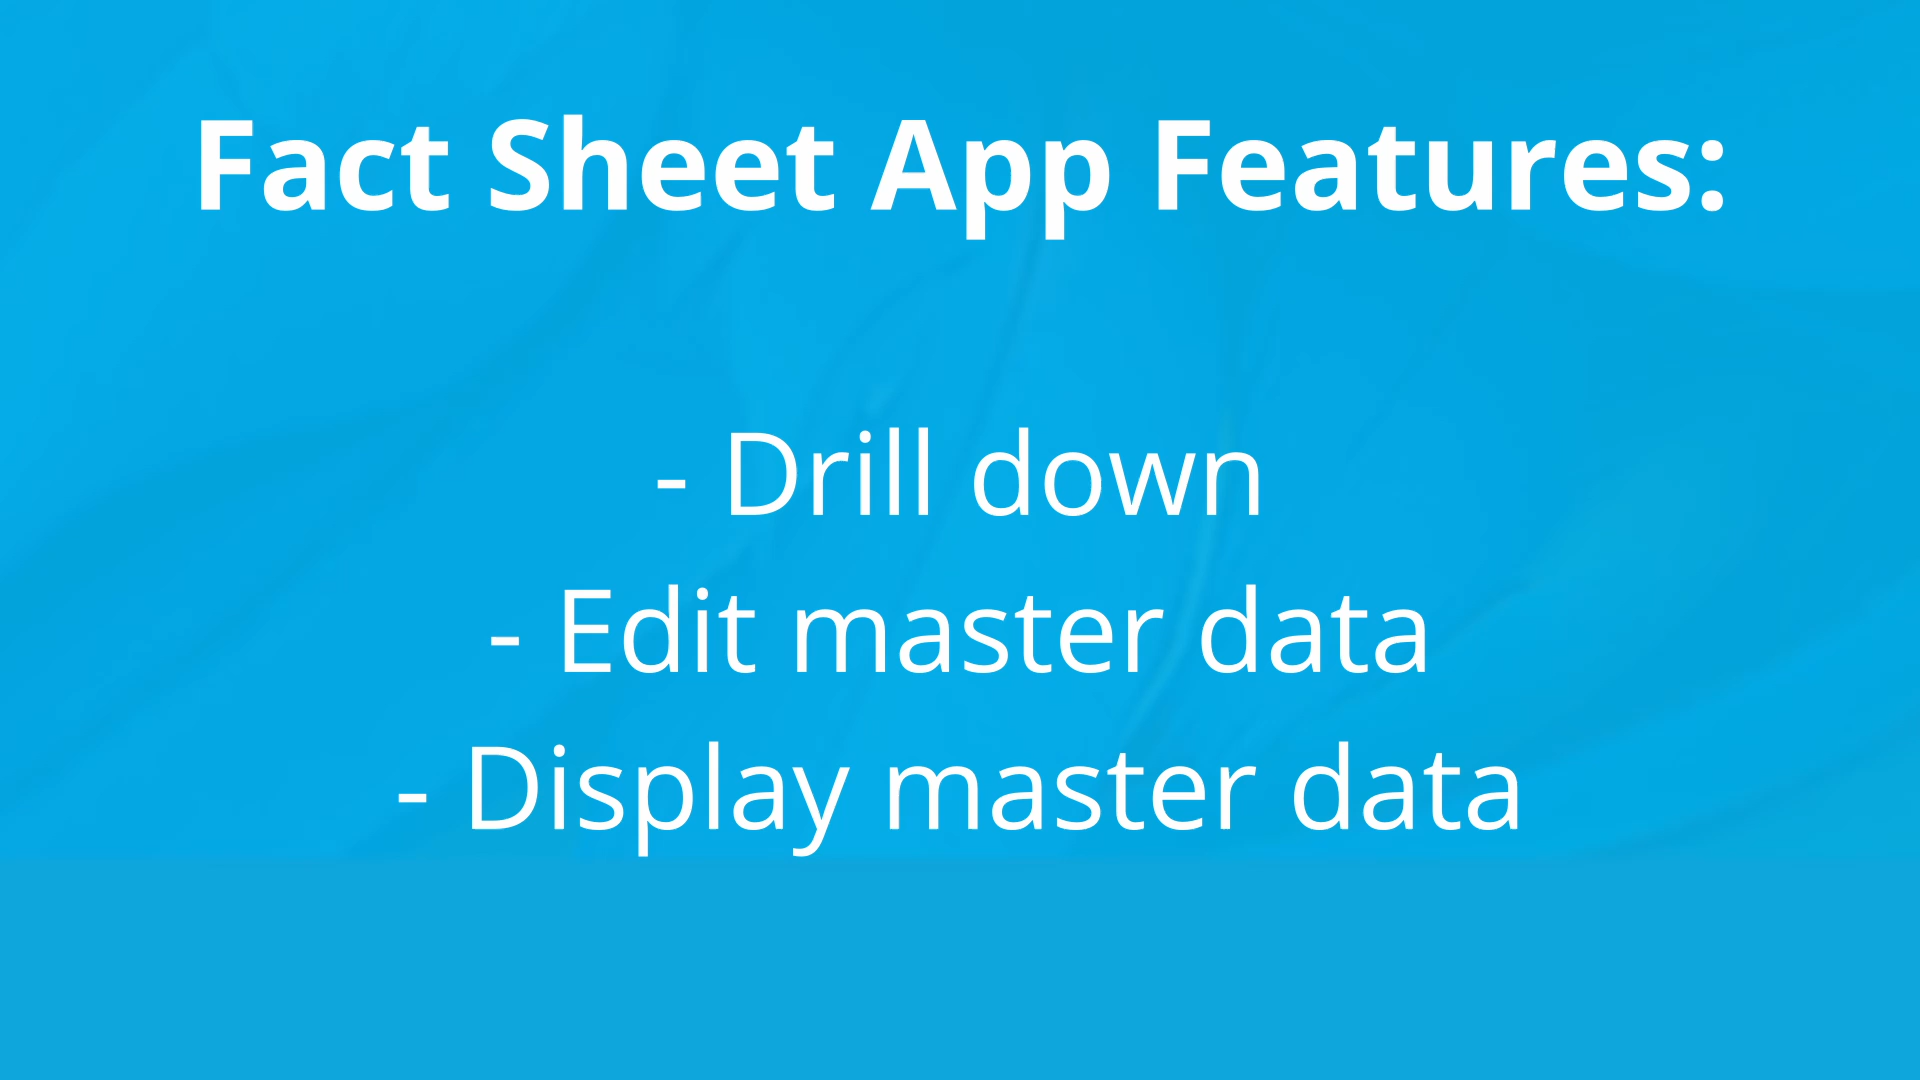 Fact Sheet App Features:
- Drill down
- Edit master data
- Display master data